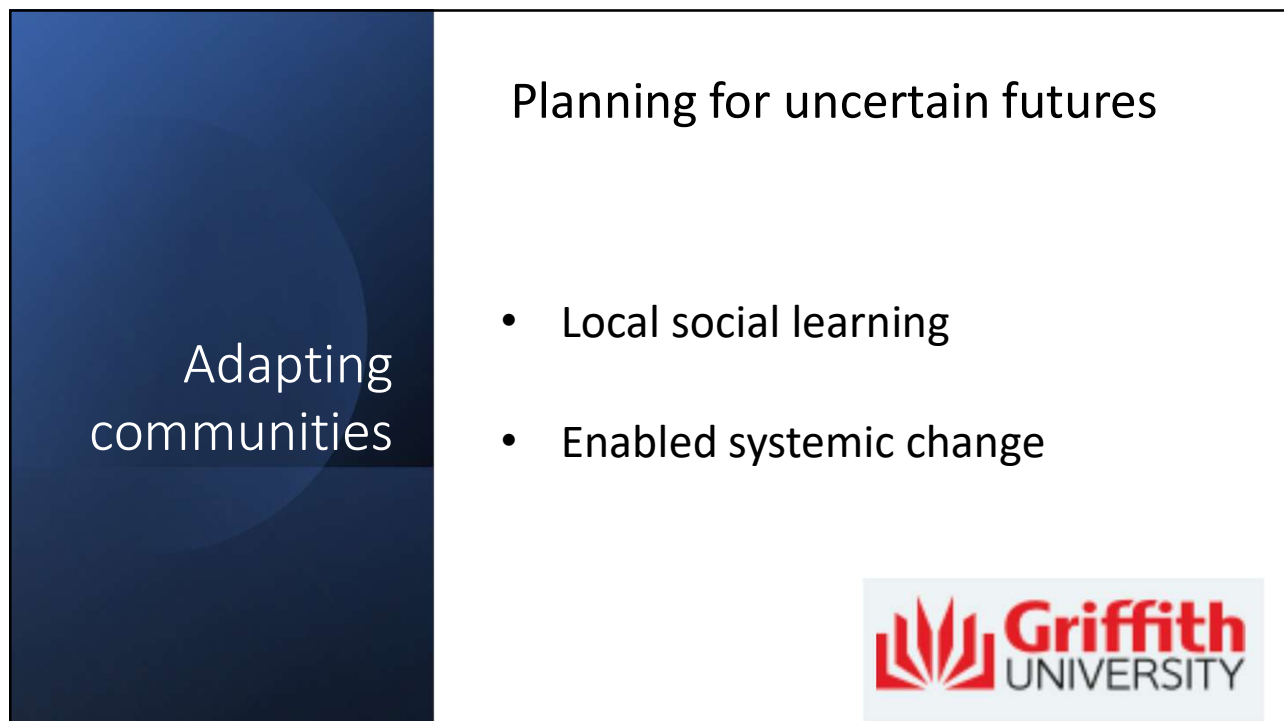 Planning for uncertain futures
Adapting
communities
• Local social learning
• Enabled systemic change
Griffith
UNIVERSITY